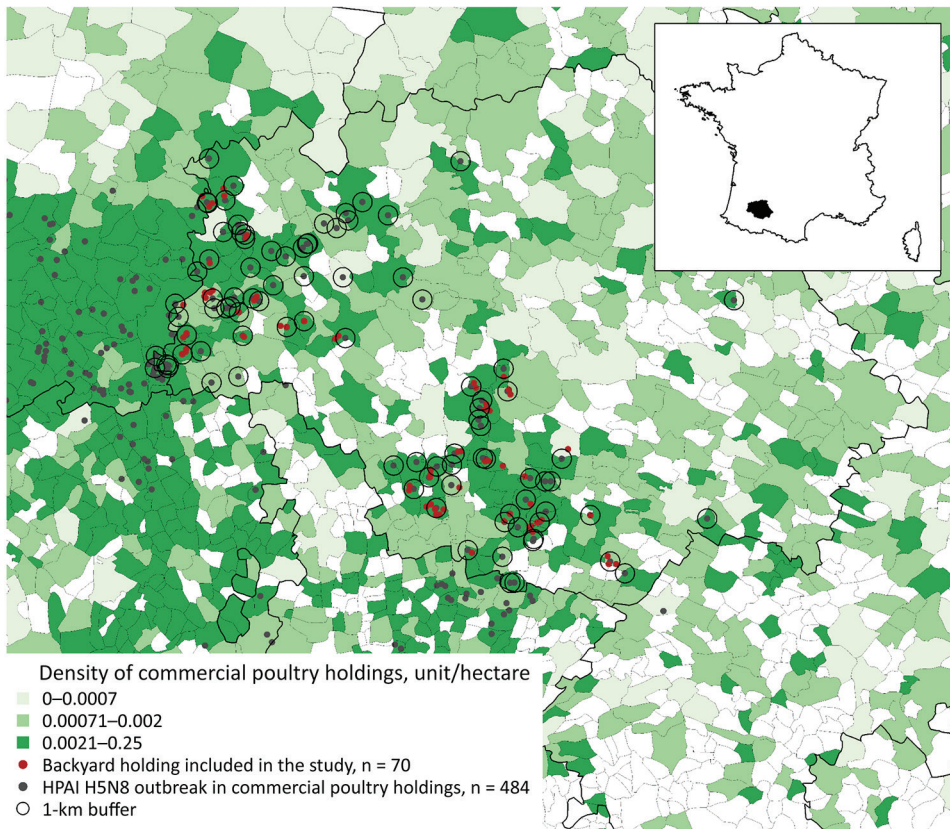 Density of commercial poultry holdings, unit/hectare
0–0.0007
0.00071–0.002
0.0021–0.25
Backyard holding included in the study, n = 70
HPAI H5N8 outbreak in commercial poultry holdings, n = 484
1-km buffer